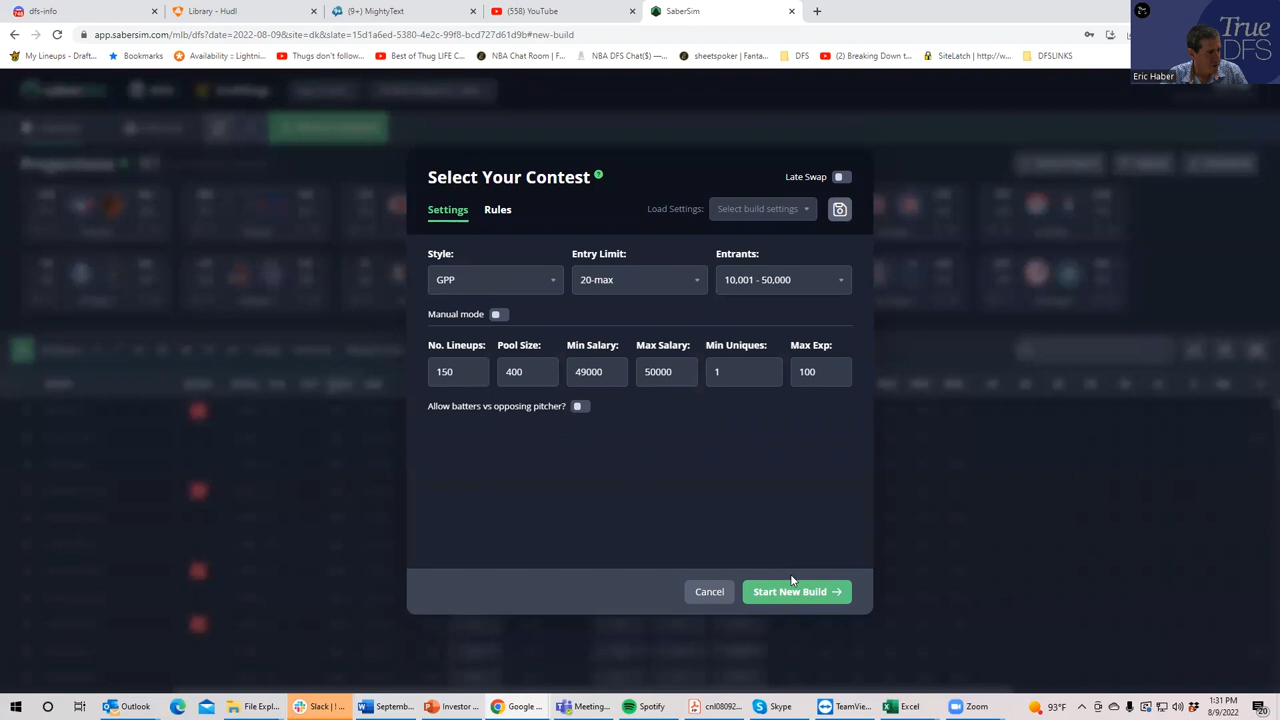 dfs-info
Library - Hudl
(9+) MightyText
(558) YouTube
SaberSim
app.sabersim.com/mlb/dfs?date=2022-08-09&site=dk&slate=15d1a6ed-5380-4e2c-99f8-bcd727d61d9b#new-build
My Lineups - Draft...
Bookmarks
Availability :: Lightni...
Thugs don't follow...
Best of Thug LIFE C...
NBA Chat Room | F...
NBA DFS Chat($) -...
sheetspoker | Fanta...
DFS
(2) Breaking Down t...
SiteLatch | http://w...
DFSLINKS
True
DFS
Eric Haber
Select Your Contest ?
Late Swap
Settings
Rules
Load Settings:
Select build settings
Style:
Entry Limit:
Entrants:
GPP
20-max
10,001 - 50,000
Manual mode
No. Lineups:
Pool Size:
Min Salary:
Max Salary:
Min Uniques:
Max Exp:
150
400
49000
50000
1
100
Allow batters vs opposing pitcher?
Cancel
Start New Build
Outlook
File Expl...
Slack | ! ...
Septemb...
Investor ...
Google ...
Meeting...
Spotify
cnl08092...
Skype
TeamVie...
Excel
Zoom
93°F
1:31 PM
8/9/2022
20